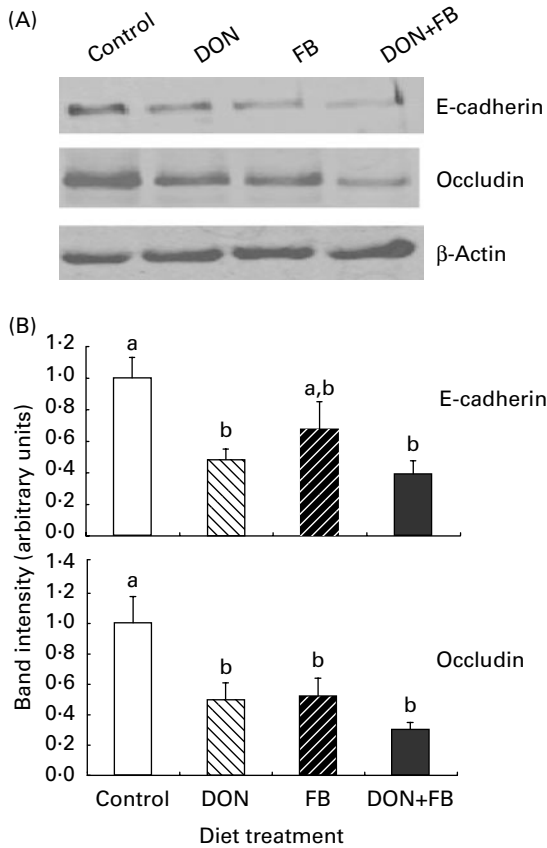 (A)
Control DON FB DON+FB
E-cadherin
Occludin
β-Actin
(B)
Band intensity (arbitrary units)
1·2
1·0
0·8
0·6
0·4
0·2
0·0
a
b
a,b
b
E-cadherin
1·4
1·2
1·0
0·8
0·6
0·4
0·2
0·0
a
b
b
b
Occludin
Control DON FB DON+FB
Diet treatment